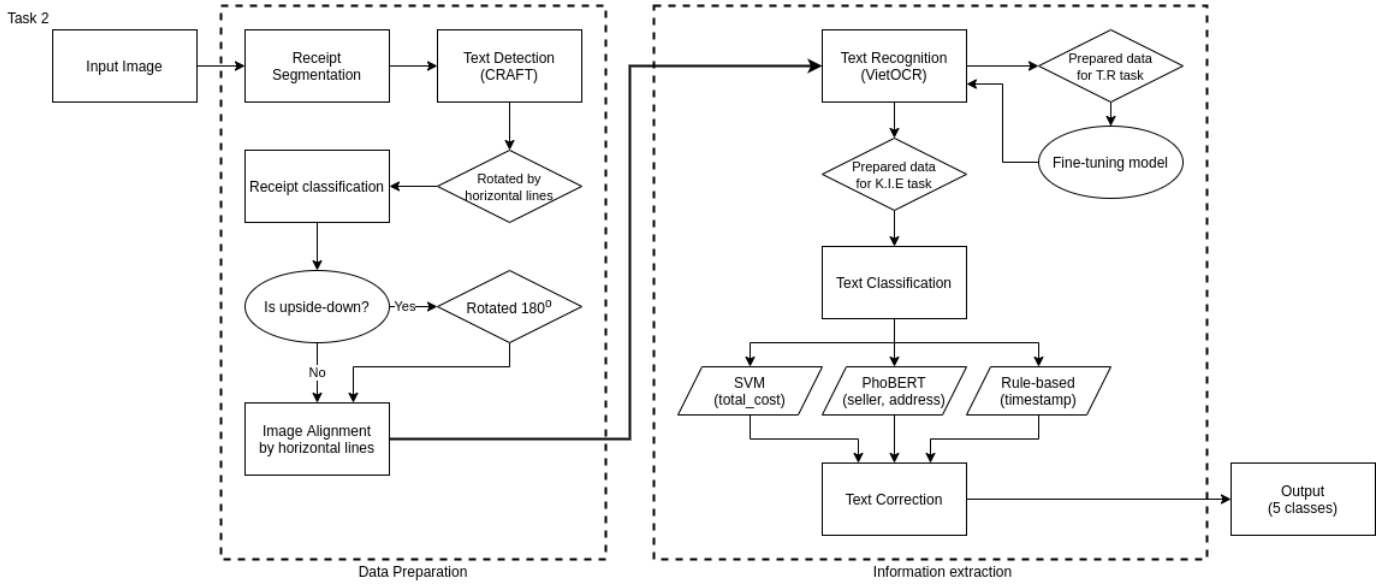 Task 2
Input Image
Receipt
Segmentation
Text Detection
(CRAFT)
Rotated by
horizontal lines
Receipt classification
Is upside-down?
Yes
Rotated 180⁰
No
Image Alignment
by horizontal lines
Data Preparation
Text Recognition
(VietOCR)
Prepared data
for T.R task
Fine-tuning model
Prepared data
for K.I.E task
Text Classification
SVM
(total_cost)
PhoBERT
(seller, address)
Rule-based
(timestamp)
Text Correction
Information extraction
Output
(5 classes)